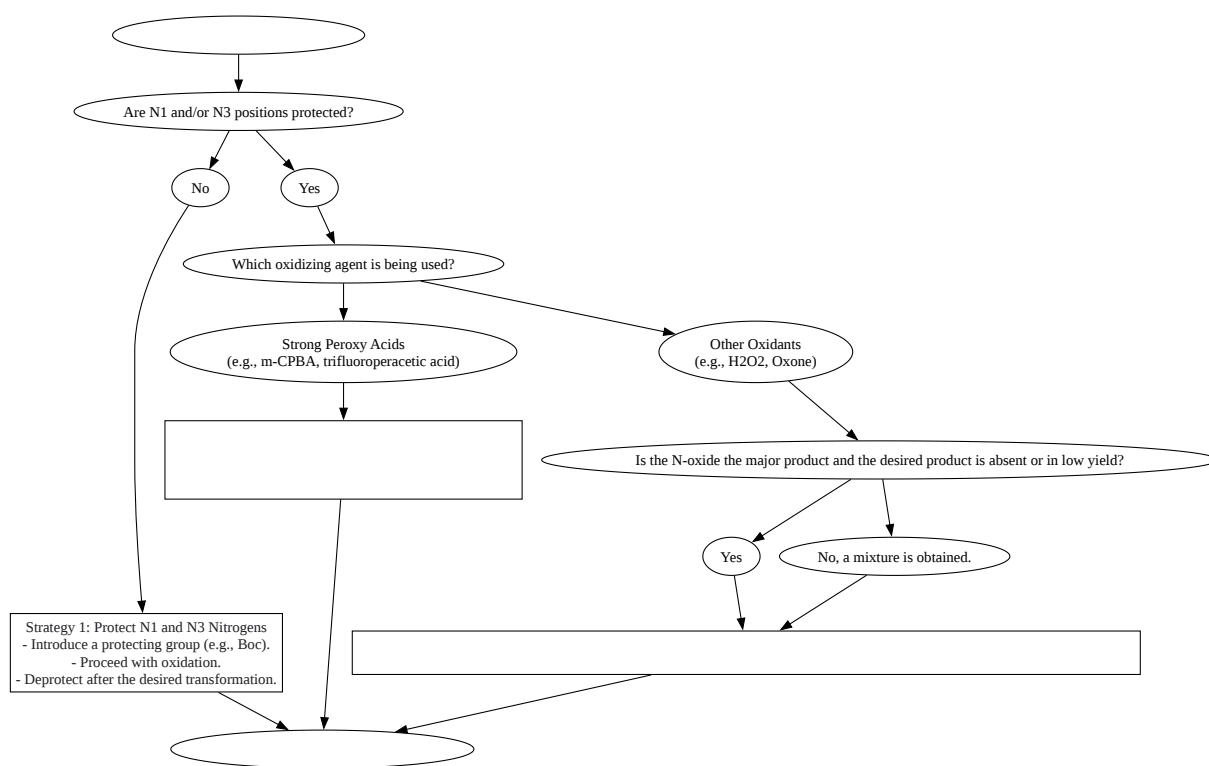 Are N1 and/or N3 positions protected?
No
Yes
Which oxidizing agent is being used?
Strong Peroxy Acids
(e.g., m-CPBA, trifluoroperacetic acid)
Other Oxidants
(e.g., H2O2, Oxone)
Is the N-oxide the major product and the desired product is absent or in low yield?
Yes
No, a mixture is obtained.
Strategy 1: Protect N1 and N3 Nitrogens
- Introduce a protecting group (e.g., Boc).
- Proceed with oxidation.
- Deprotect after the desired transformation.